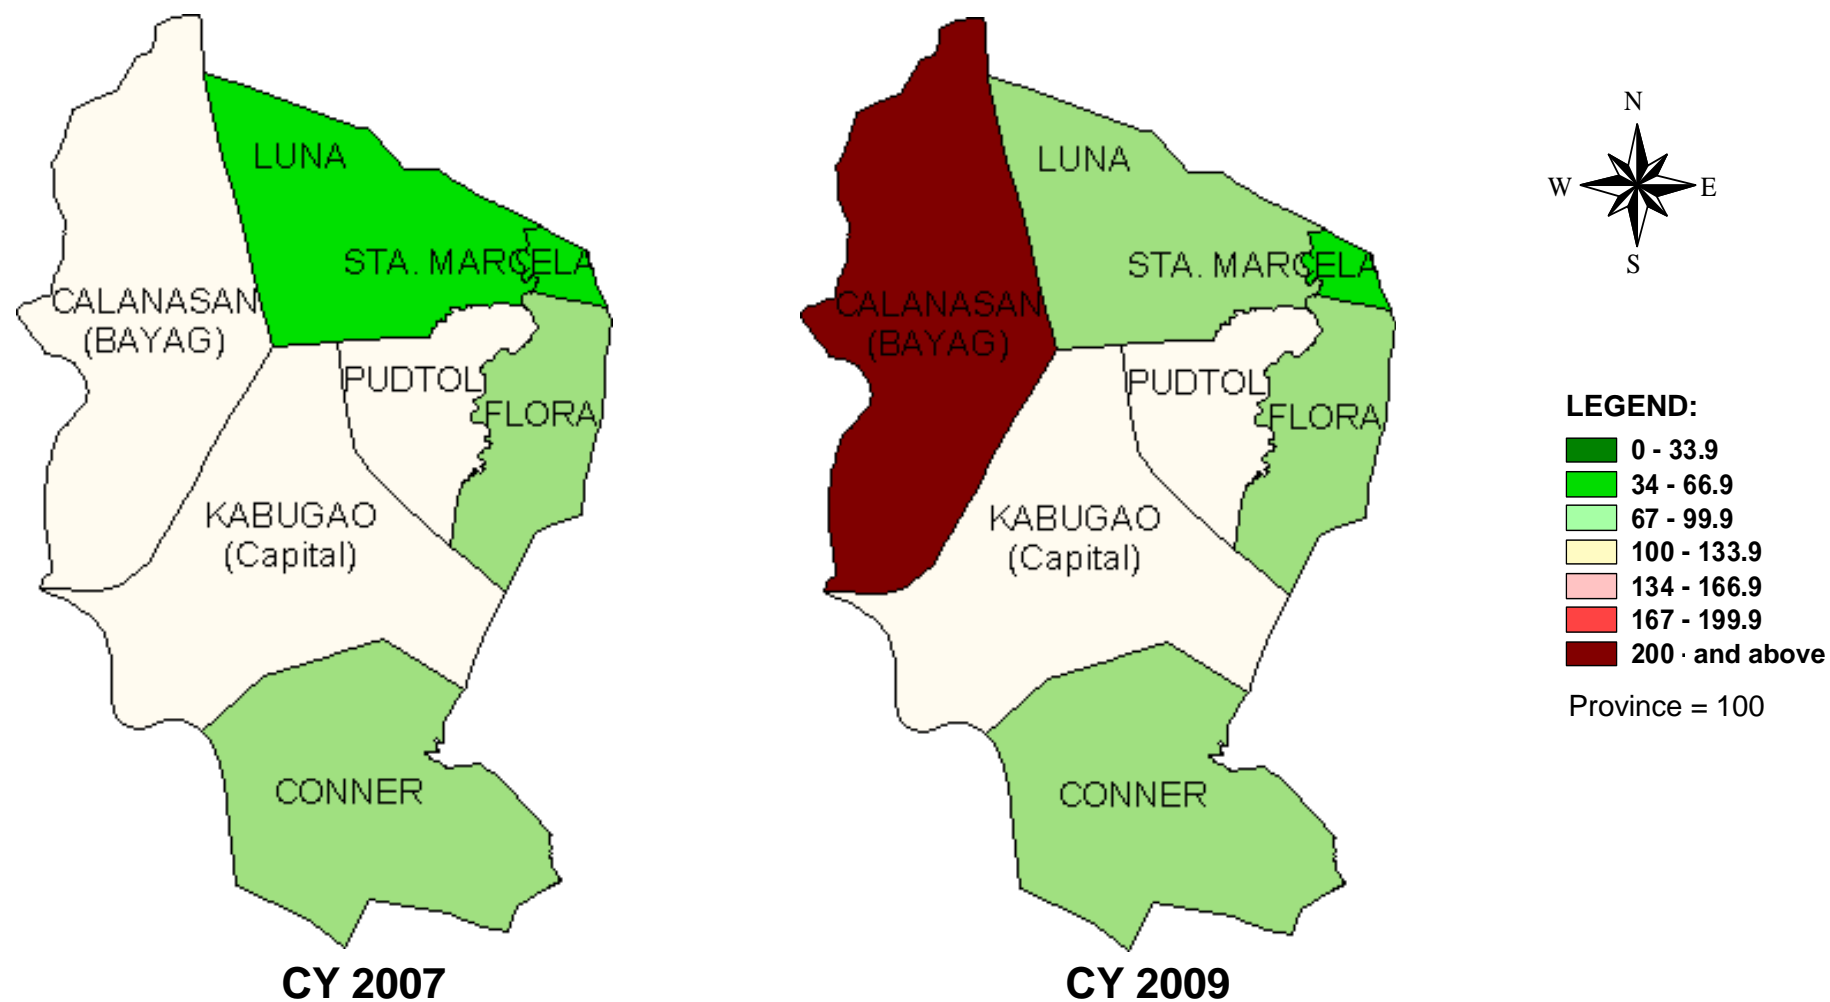 LUNA
STA. MARCELA
CALANASAN
(BAYAG)
PUDTOL
FLORA
KABUGAO
(Capital)
CONNER
CY 2007
LUNA
STA. MARCELA
CALANASAN
(BAYAG)
PUDTOL
FLORA
KABUGAO
(Capital)
CONNER
CY 2009
N
W E
S
LEGEND:
0 - 33.9
34 - 66.9
67 - 99.9
100 - 133.9
134 - 166.9
167 - 199.9
200 · and above
Province = 100